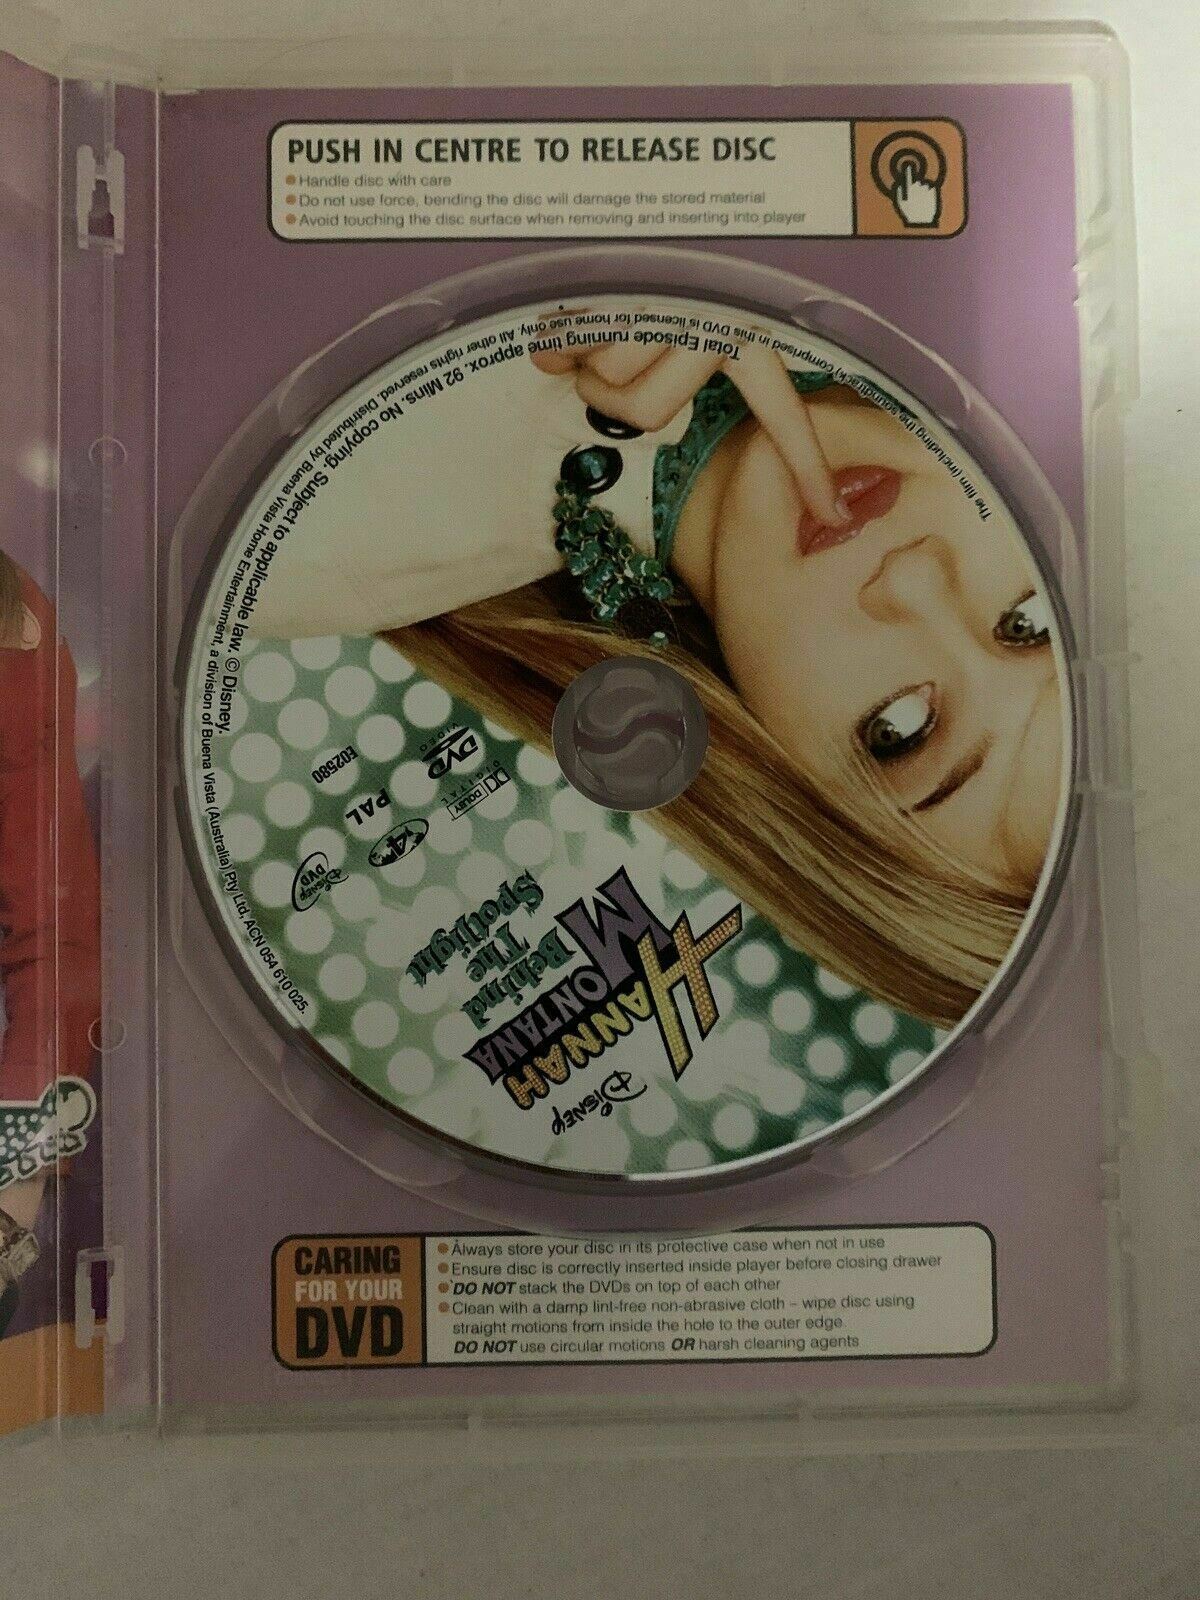 PUSH IN CENTRE TO RELEASE DISC
Handle disc with care
Do not use force, bending the disc will damage the stored material
Avoid touching the disc surface when removing and inserting into player
The film (including the soundtrack) comprised in this DVD is licensed for home use only. All other rights reserved. Distributed by Buena Vista Home Entertainment, a division of Buena Vista (Australia) Pty Ltd. ACN 054 610 025.
Total Episode running time approx. 92 Mins. No copying. Subject to applicable law. © Disney.
DISNEY
HANNAH
MONTANA
Behind
The
Spotlight
DISNEY
DVD
4
PAL
E02580
DOLBY
DIGITAL
DVD
VIDEO
CARING
FOR YOUR
DVD
Always store your disc in its protective case when not in use
Ensure disc is correctly inserted inside player before closing drawer
DO NOT stack the DVDs on top of each other
Clean with a damp lint-free non-abrasive cloth – wipe disc using
straight motions from inside the hole to the outer edge.
DO NOT use circular motions OR harsh cleaning agents